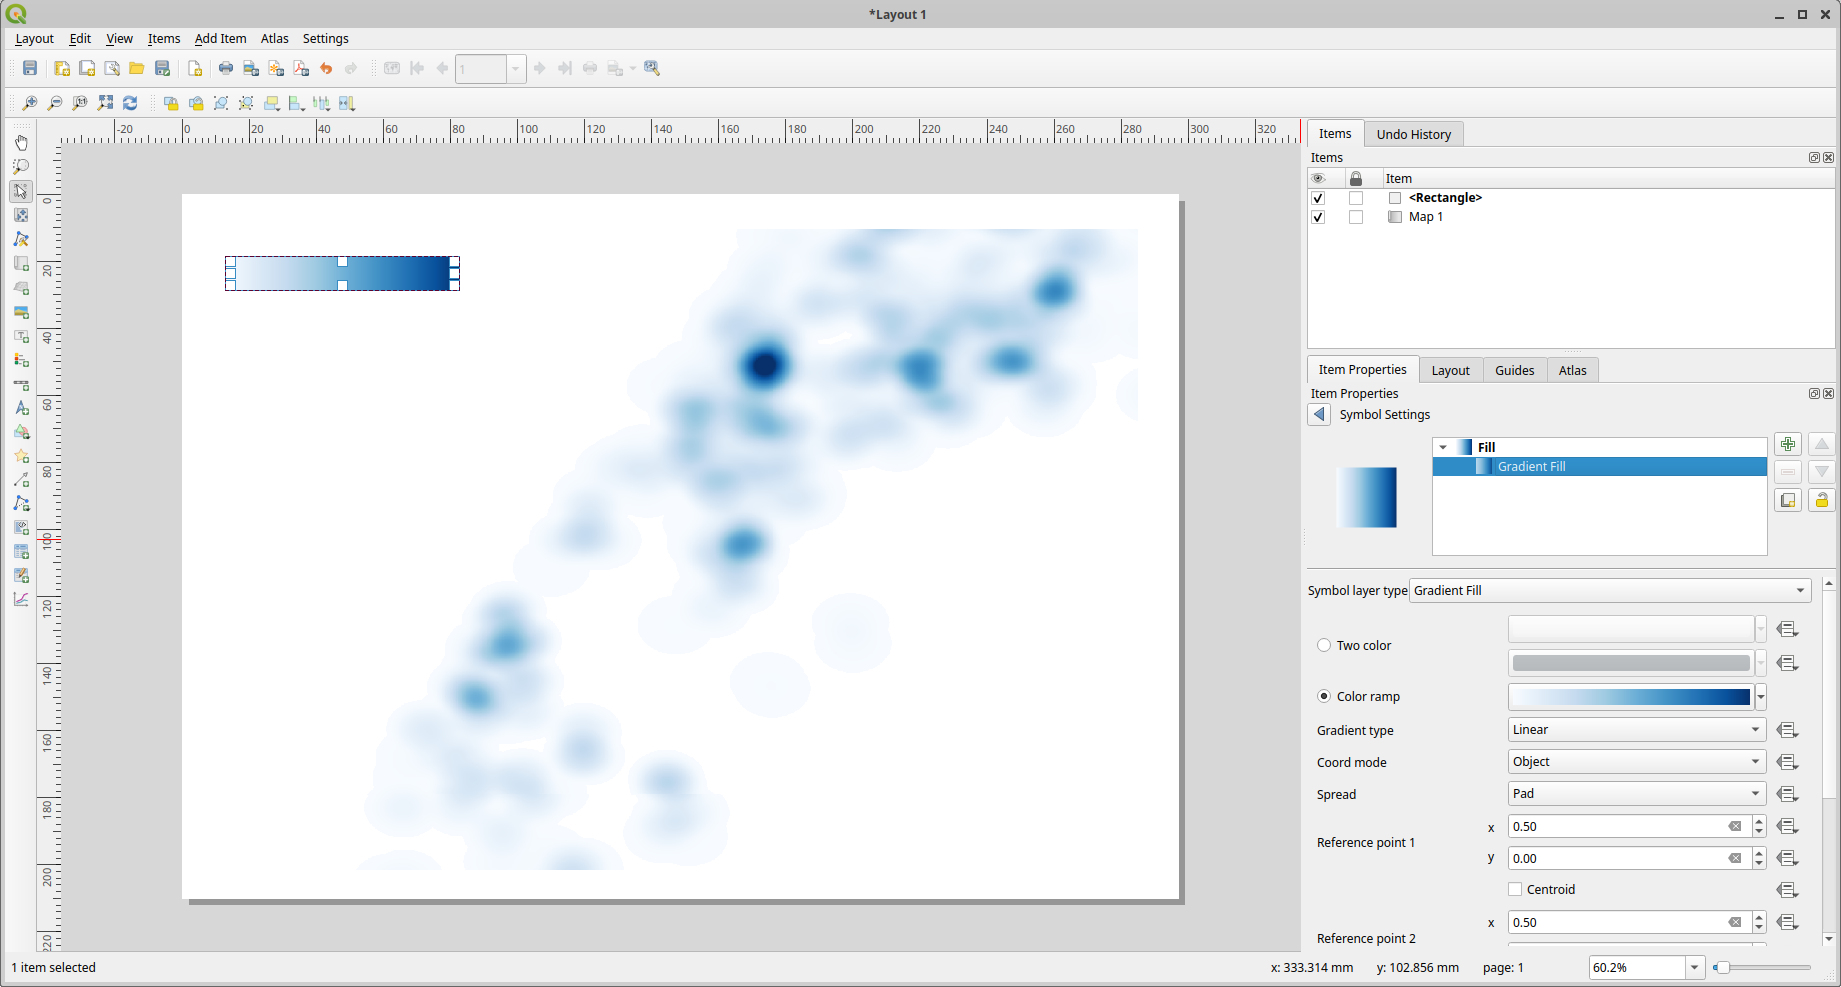 *Layout 1
Layout Edit View Items Add Item Atlas Settings
1
-20 0 20 40 60 80 100 120 140 160 180 200 220 240 260 280 300 320
0
20
40
60
80
100
120
140
160
180
200
220
Items Undo History
Items
Item
<Rectangle>
Map 1
Item Properties Layout Guides Atlas
Item Properties
Symbol Settings
Fill
Gradient Fill
Symbol layer type Gradient Fill
Two color
Color ramp
Gradient type Linear
Coord mode Object
Spread Pad
Reference point 1 x 0.50
y 0.00
Centroid
Reference point 2 x 0.50
1 item selected x: 333.314 mm y: 102.856 mm page: 1 60.2%